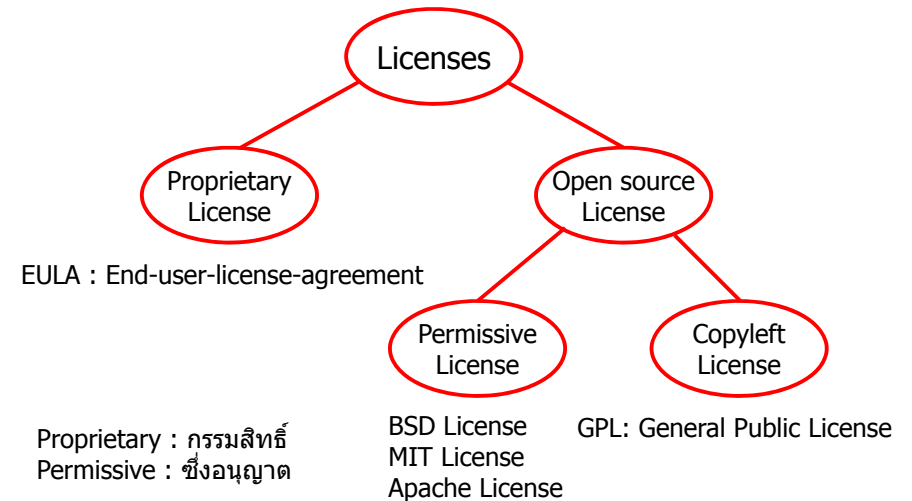 Licenses
Proprietary
License
Open source
License
EULA : End-user-license-agreement
Permissive
License
Copyleft
License
BSD License
MIT License
Apache License
GPL: General Public License
Proprietary : กรรมสิทธิ์
Permissive : ซึ่งอนุญาต